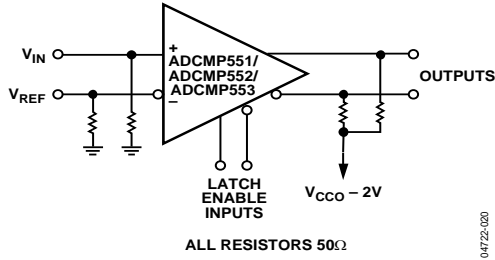 V_IN
V_REF
+
−
ADCMP551/
ADCMP552/
ADCMP553
OUTPUTS
LATCH
ENABLE
INPUTS
V_CCO – 2V
ALL RESISTORS 50Ω
04722-020